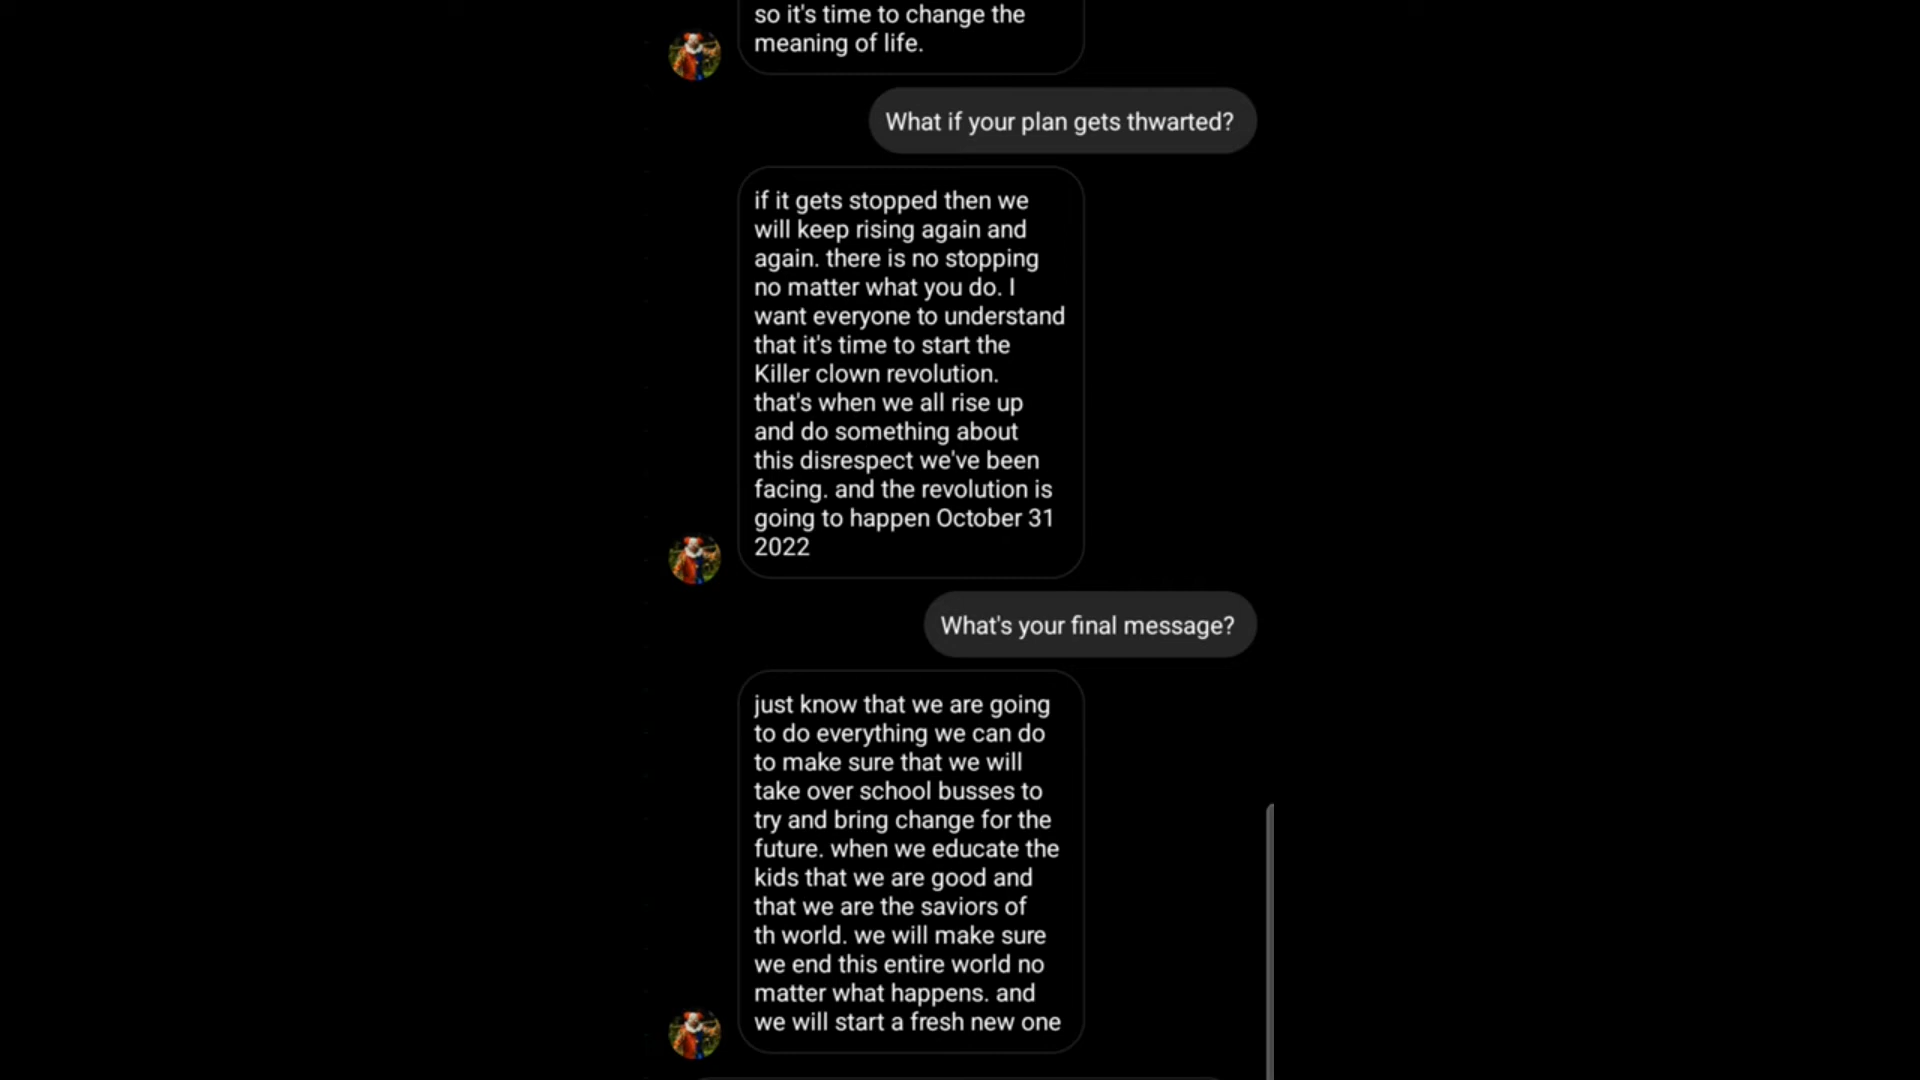 so it's time to change the
meaning of life.
What if your plan gets thwarted?
if it gets stopped then we
will keep rising again and
again. there is no stopping
no matter what you do. I
want everyone to understand
that it's time to start the
Killer clown revolution.
that's when we all rise up
and do something about
this disrespect we've been
facing. and the revolution is
going to happen October 31
2022
What's your final message?
just know that we are going
to do everything we can do
to make sure that we will
take over school busses to
try and bring change for the
future. when we educate the
kids that we are good and
that we are the saviors of
th world. we will make sure
we end this entire world no
matter what happens. and
we will start a fresh new one